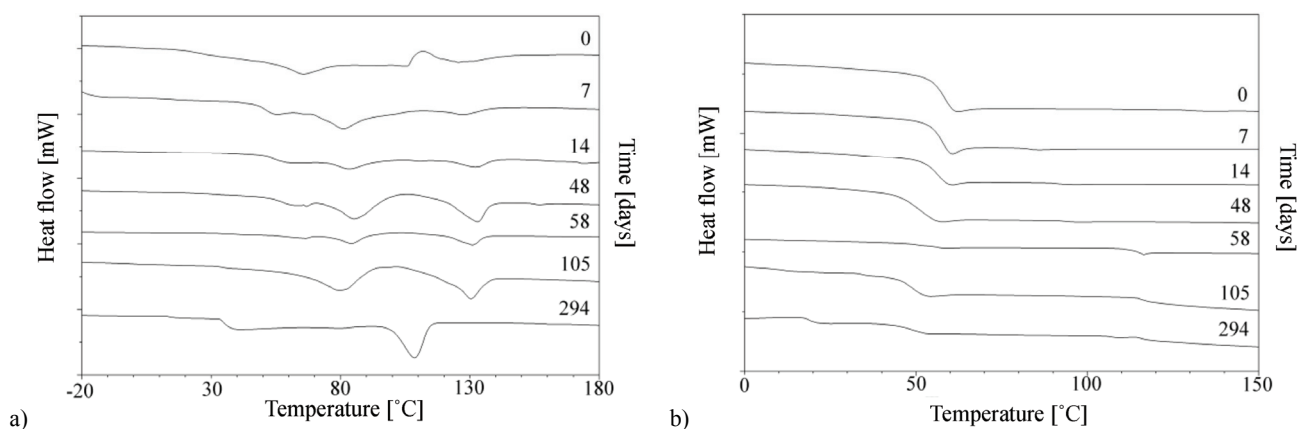 0
7
14
48
58
105
294
Heat flow [mW]
Time [days]
-20
30
80
130
180
Temperature [˚C]
a)
0
7
14
48
58
105
294
Heat flow [mW]
Time [days]
0
50
100
150
Temperature [˚C]
b)